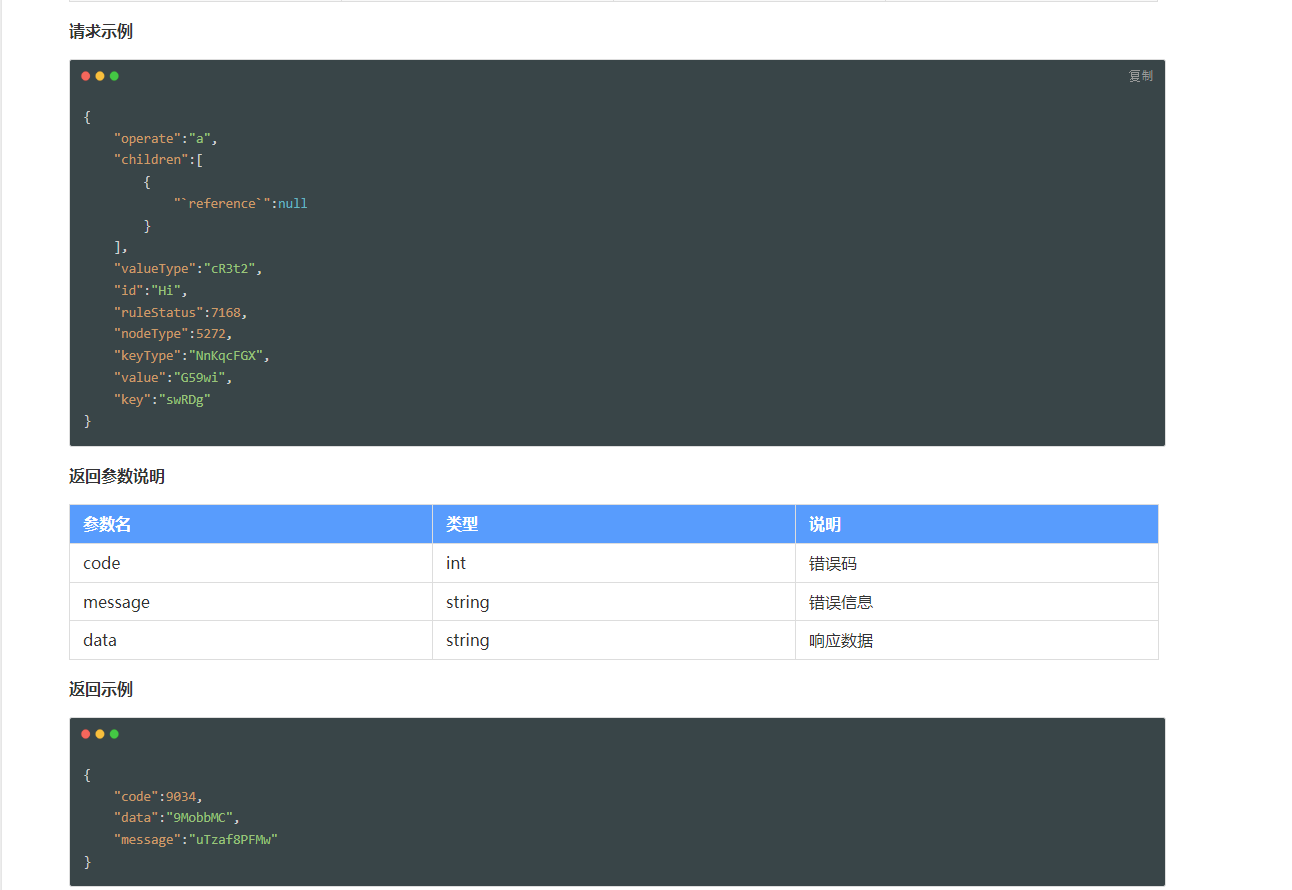 请求示例
复制
{
    "operate":"a",
    "children":[
        {
            "`reference`":null
        }
    ],
    "valueType":"cR3t2",
    "id":"Hi",
    "ruleStatus":7168,
    "nodeType":5272,
    "keyType":"NnKqcFGX",
    "value":"G59wi",
    "key":"swRDg"
}
返回参数说明
参数名 类型 说明
code int 错误码
message string 错误信息
data string 响应数据
返回示例
{
    "code":9034,
    "data":"9MobbMC",
    "message":"uTzaf8PFMw"
}